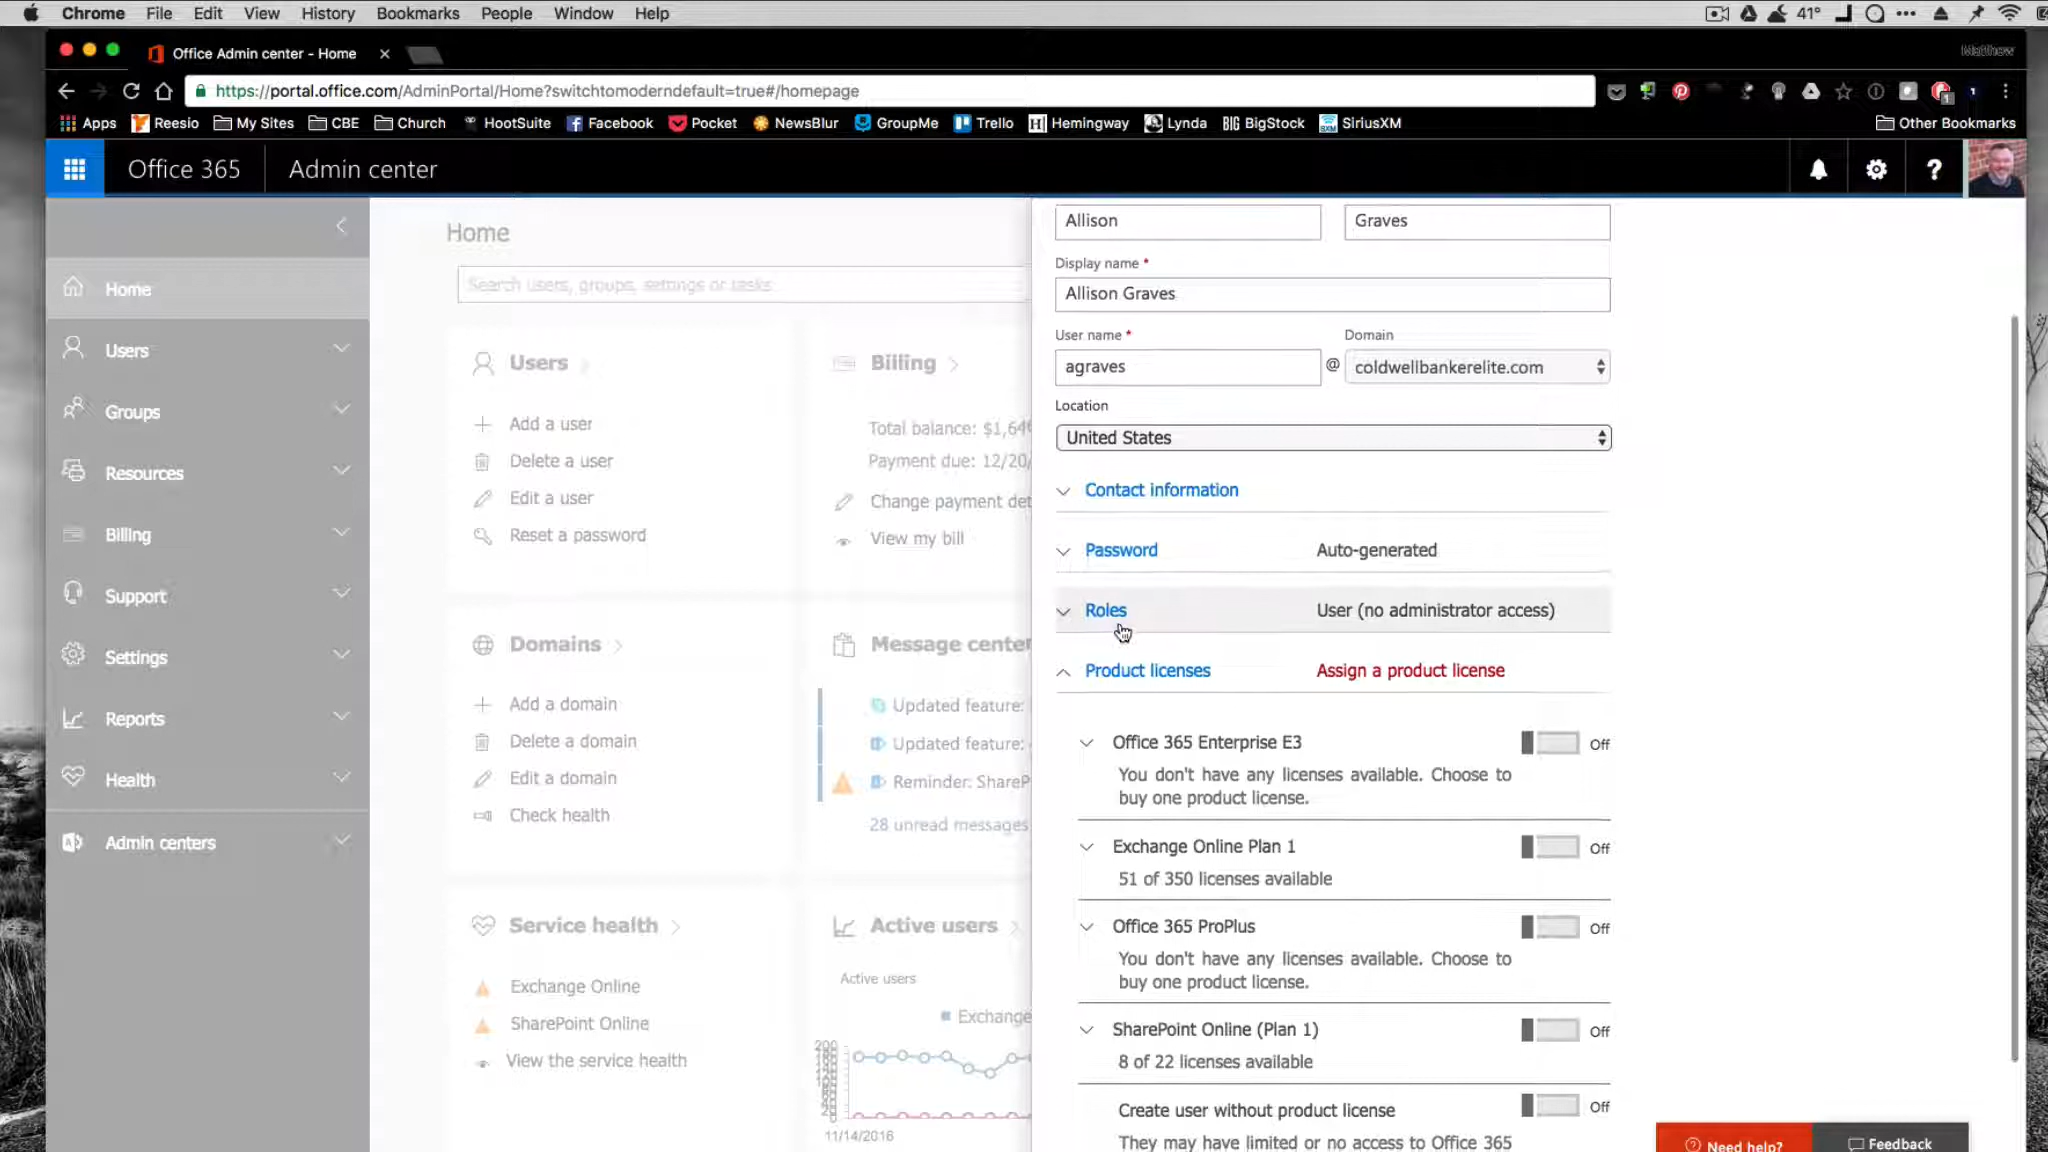 Chrome File Edit View History Bookmarks People Window Help 41°
Office Admin center - Home
Matthew
https://portal.office.com/AdminPortal/Home?switchtomoderndefault=true#/homepage
Apps Reesio My Sites CBE Church HootSuite Facebook Pocket NewsBlur GroupMe Trello Hemingway Lynda BIG BigStock SiriusXM Other Bookmarks
Office 365 Admin center
Home
Users
Groups
Resources
Billing
Support
Settings
Reports
Health
Admin centers
Home
Search users, groups, settings or tasks
Users
Add a user
Delete a user
Edit a user
Reset a password
Billing
Total balance: $1,64
Payment due: 12/20/
Change payment det
View my bill
Domains
Add a domain
Delete a domain
Edit a domain
Check health
Message center
Updated feature:
Updated feature:
Reminder: ShareP
28 unread messages
Service health
Exchange Online
SharePoint Online
View the service health
Active users
Active users
Exchange
200
11/14/2016
Allison Graves
Display name *
Allison Graves
User name * Domain
agraves @ coldwellbankerelite.com
Location
United States
Contact information
Password Auto-generated
Roles User (no administrator access)
Product licenses Assign a product license
Office 365 Enterprise E3 Off
You don't have any licenses available. Choose to
buy one product license.
Exchange Online Plan 1 Off
51 of 350 licenses available
Office 365 ProPlus Off
You don't have any licenses available. Choose to
buy one product license.
SharePoint Online (Plan 1) Off
8 of 22 licenses available
Create user without product license Off
They may have limited or no access to Office 365
Need help? Feedback